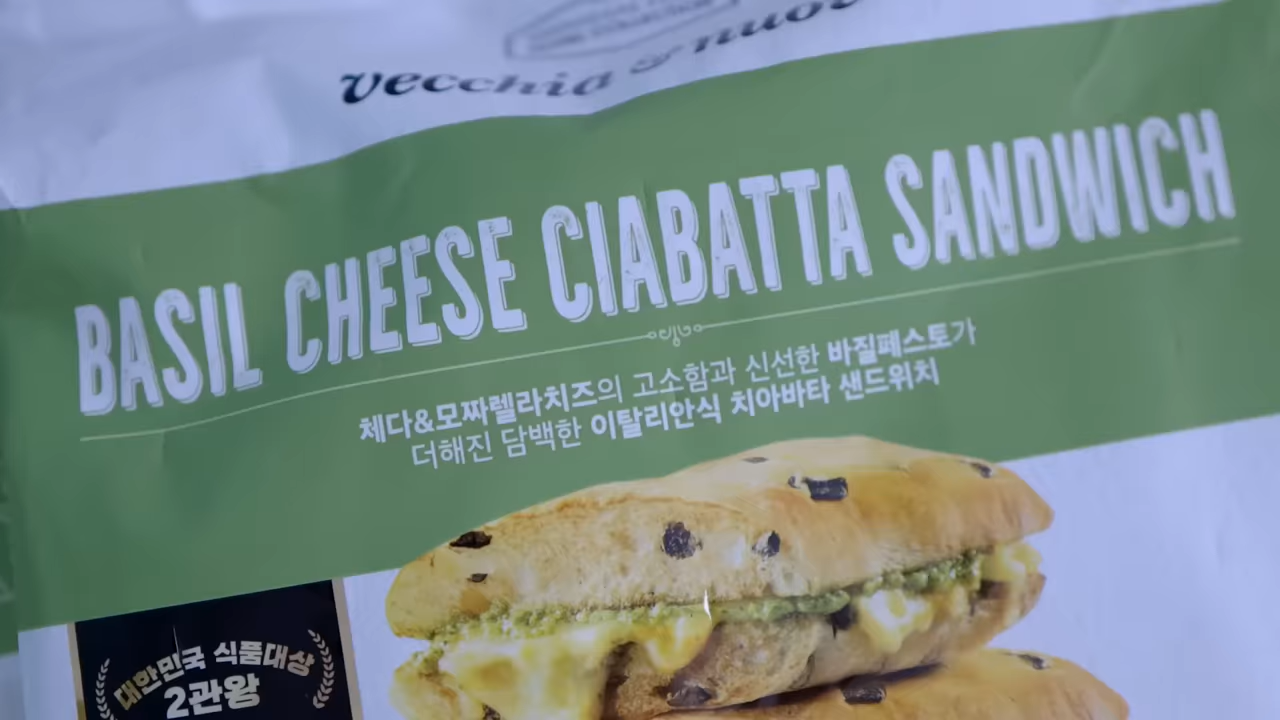 vecchia & nuov
BASIL CHEESE CIABATTA SANDWICH
체다&모짜렐라치즈의 고소함과 신선한 바질페스토가
더해진 담백한 이탈리안식 치아바타 샌드위치
대한민국 식품대상
2관왕